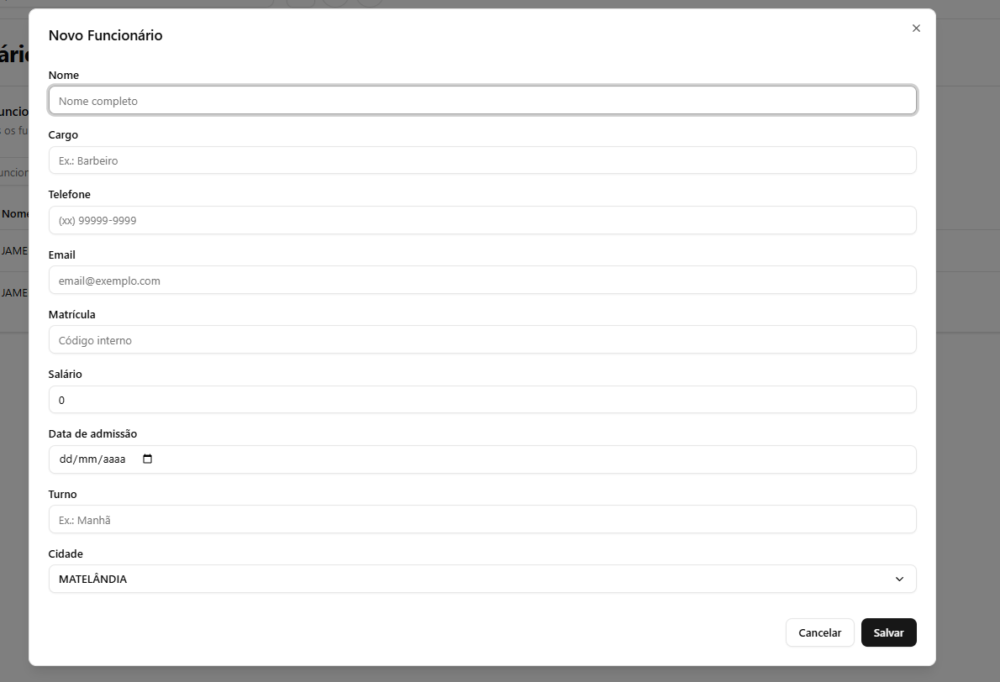 Novo Funcionário
Nome
Nome completo
Cargo
Ex.: Barbeiro
Telefone
(xx) 99999-9999
Email
email@exemplo.com
Matrícula
Código interno
Salário
0
Data de admissão
dd/mm/aaaa
Turno
Ex.: Manhã
Cidade
MATELÂNDIA
Cancelar
Salvar
ário
uncio
s os fu
uncion
Nome
JAME
JAME